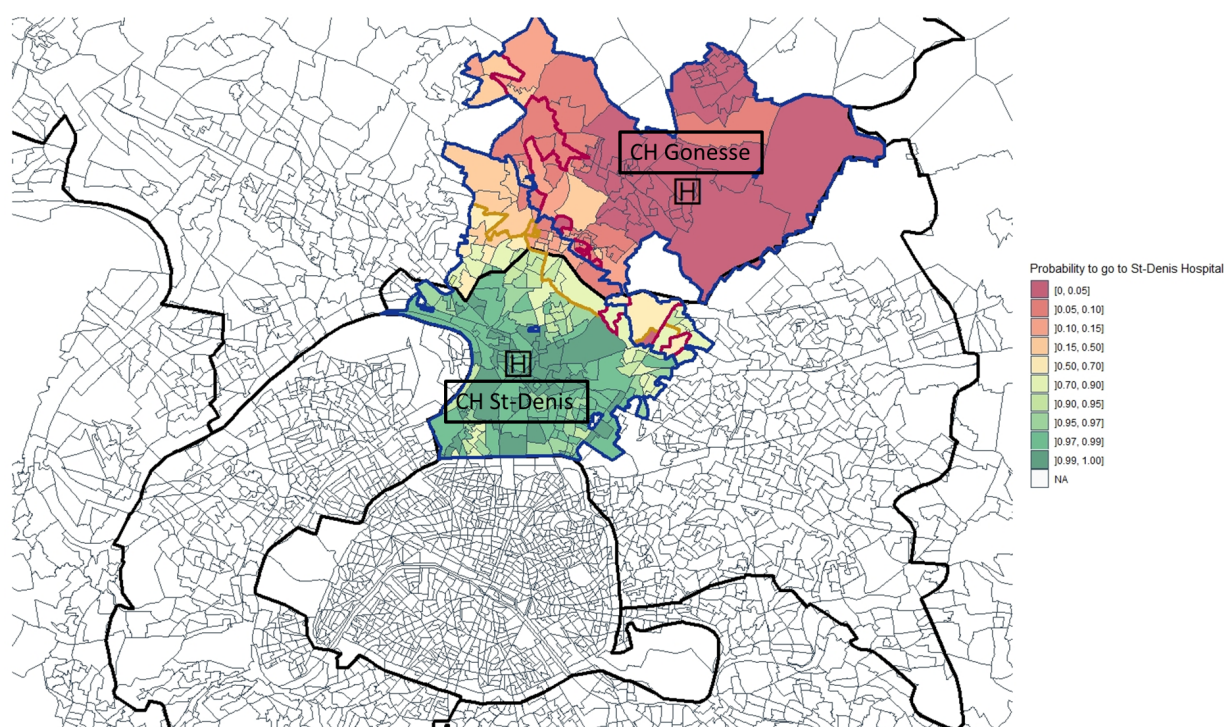 CH Gonesse
H
H
CH St-Denis
Probability to go to St-Denis Hospital
[0, 0.05]
]0.05, 0.10]
]0.10, 0.15]
]0.15, 0.50]
]0.50, 0.70]
]0.70, 0.90]
]0.90, 0.95]
]0.95, 0.97]
]0.97, 0.99]
]0.99, 1.00]
NA